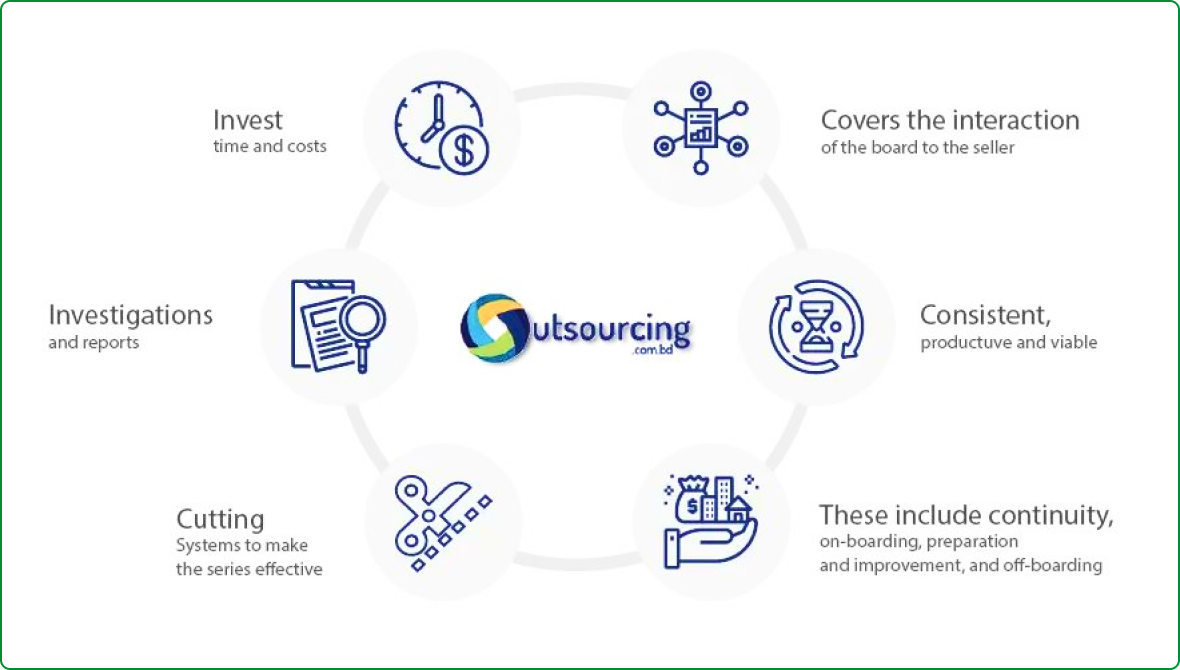 Invest
time and costs
Covers the interaction
of the board to the seller
Investigations
and reports
utsourcing
.com.bd
Consistent,
productuve and viable
Cutting
Systems to make
the series effective
These include continuity,
on-boarding, preparation
and improvement, and off-boarding